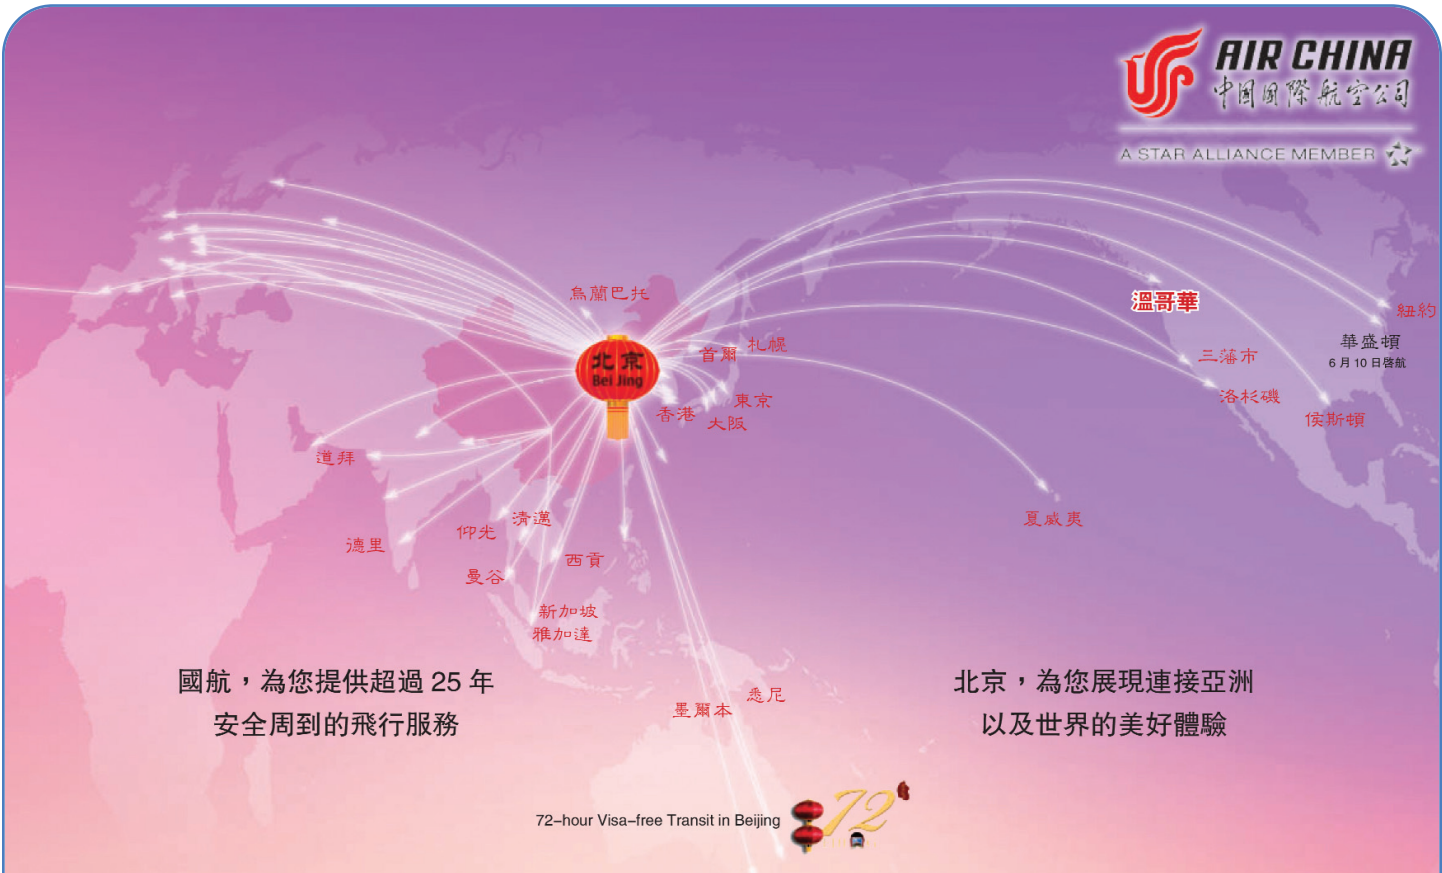 AIR CHINA
中国国際航空公司
A STAR ALLIANCE MEMBER
烏蘭巴托
溫哥華
紐約
華盛頓
6 月 10 日啓航
北京
Bei Jing
首爾
札幌
三藩市
洛杉磯
侯斯頓
東京
香港
大阪
道拜
夏威夷
清邁
仰光
德里
西貢
曼谷
新加坡
雅加達
國航，為您提供超過 25 年
安全周到的飛行服務
北京，為您展現連接亞洲
以及世界的美好體驗
悉尼
墨爾本
72-hour Visa-free Transit in Beijing
72